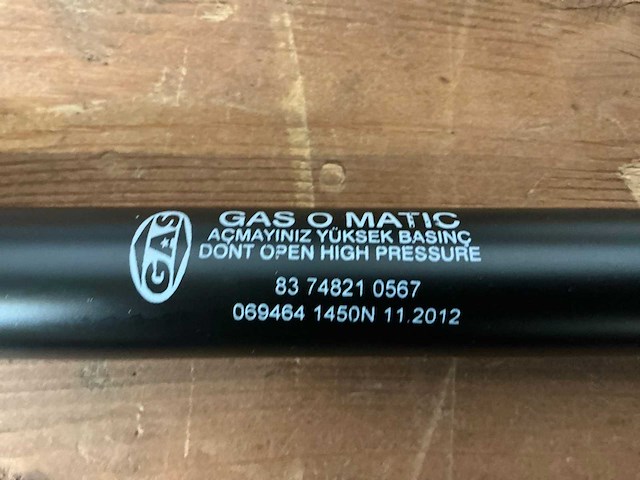 GAS
GAS O MATIC
AÇMAYINIZ YÜKSEK BASINÇ
DONT OPEN HIGH PRESSURE
83 74821 0567
069464 1450N 11.2012